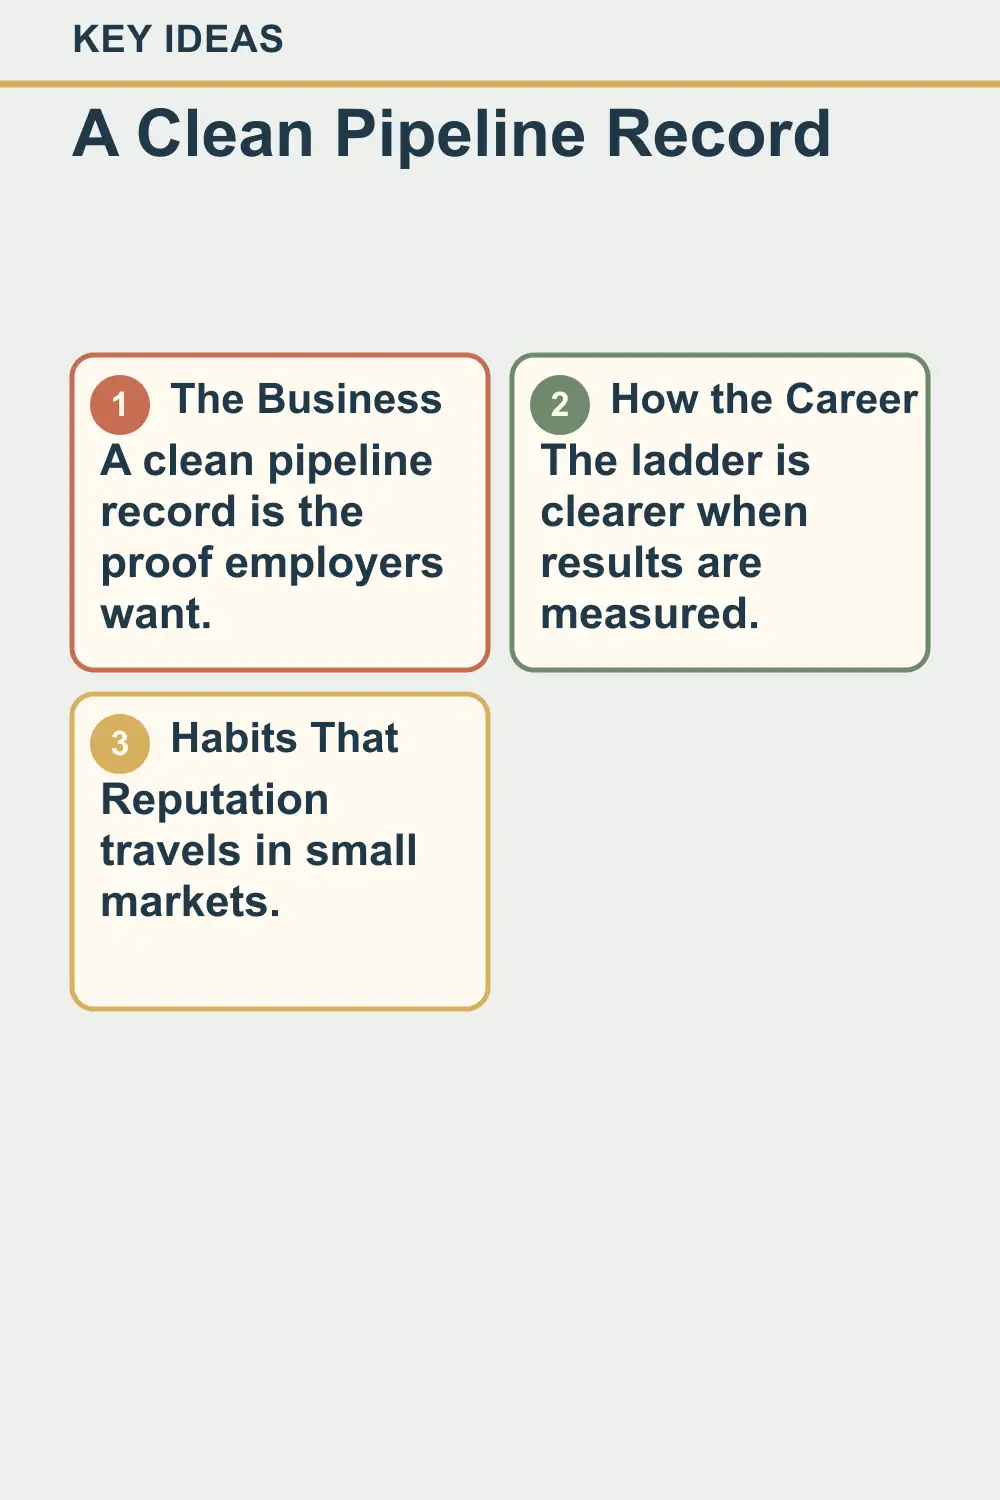 KEY IDEAS
A Clean Pipeline Record
1 The Business
A clean pipeline
record is the
proof employers
want.
2 How the Career
The ladder is
clearer when
results are
measured.
3 Habits That
Reputation
travels in small
markets.